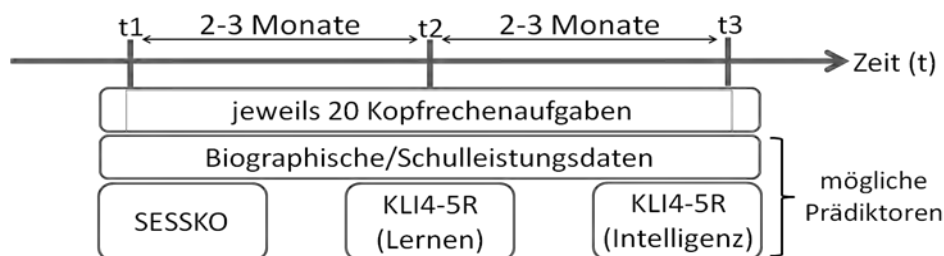 t1 2-3 Monate t2 2-3 Monate t3
Zeit (t)
jeweils 20 Kopfrechenaufgaben
Biographische/Schulleistungsdaten
mögliche
Prädiktoren
SESSKO
KLI4-5R
(Lernen)
KLI4-5R
(Intelligenz)